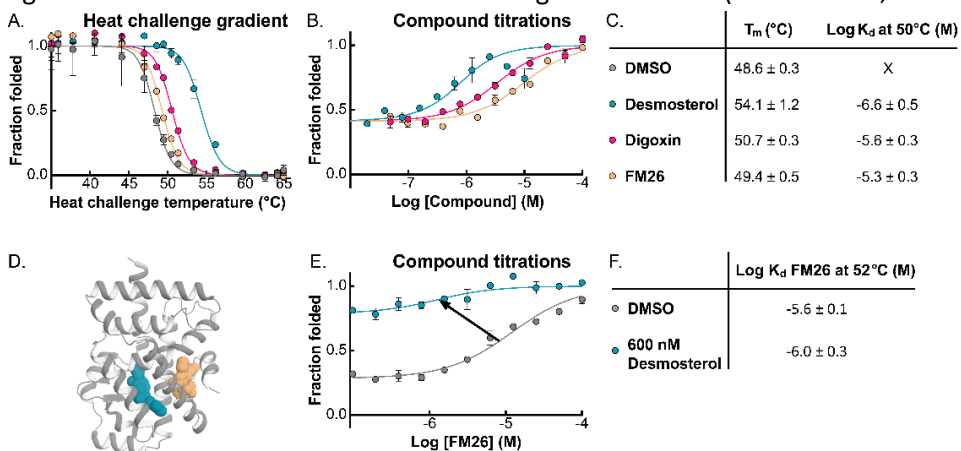 A.
Heat challenge gradient
1.0
0.5
0.0
Fraction folded
40 45 50 55 60 65
Heat challenge temperature (°C)
B.
Compound titrations
1.0
0.5
0.0
Fraction folded
-7 -6 -5 -4
Log [Compound] (M)
C.
Tm (°C) Log Kd at 50°C (M)
DMSO 48.6 ± 0.3 X
Desmosterol 54.1 ± 1.2 -6.6 ± 0.5
Digoxin 50.7 ± 0.3 -5.6 ± 0.3
FM26 49.4 ± 0.5 -5.3 ± 0.3
D.
E.
Compound titrations
1.0
0.5
0.0
Fraction folded
-6 -5 -4
Log [FM26] (M)
F.
Log Kd FM26 at 52°C (M)
DMSO -5.6 ± 0.1
600 nM
Desmosterol -6.0 ± 0.3